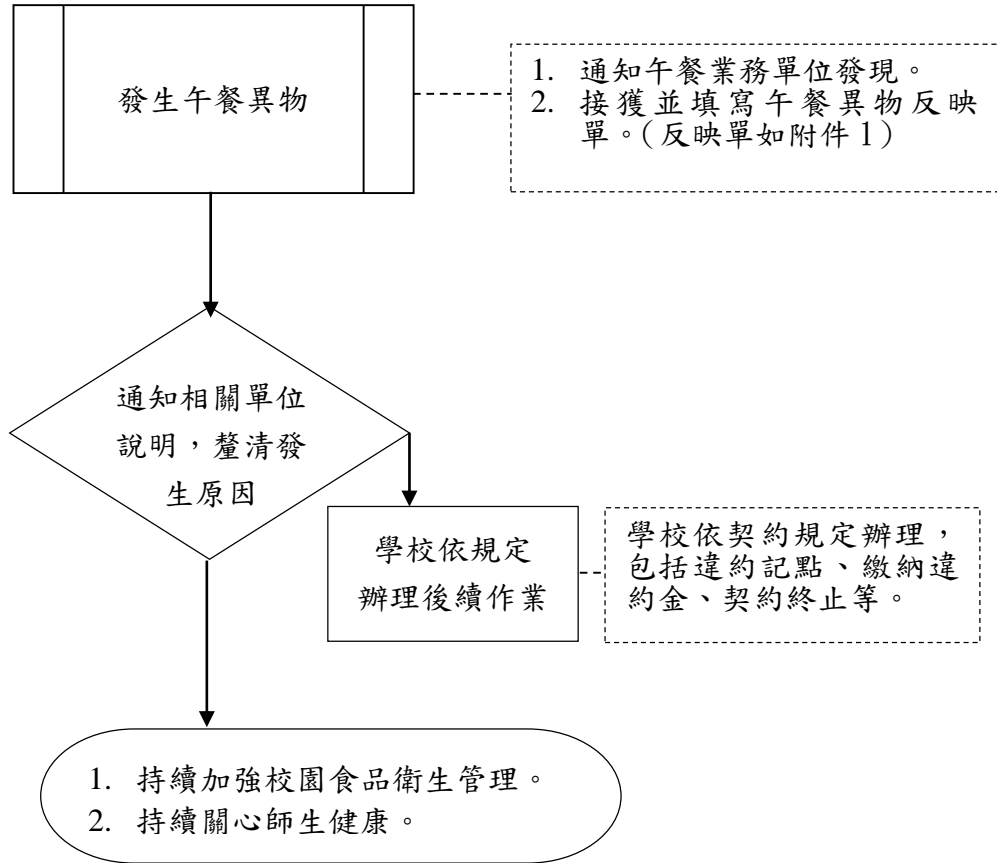 發生午餐異物
1. 通知午餐業務單位發現。
2. 接獲並填寫午餐異物反映
單。(反映單如附件1)
通知相關單位
說明,釐清發
生原因
學校依規定
辦理後續作業
學校依契約規定辦理,
包括違約記點、繳納違
約金、契約終止等。
1. 持續加強校園食品衛生管理。
2. 持續關心師生健康。